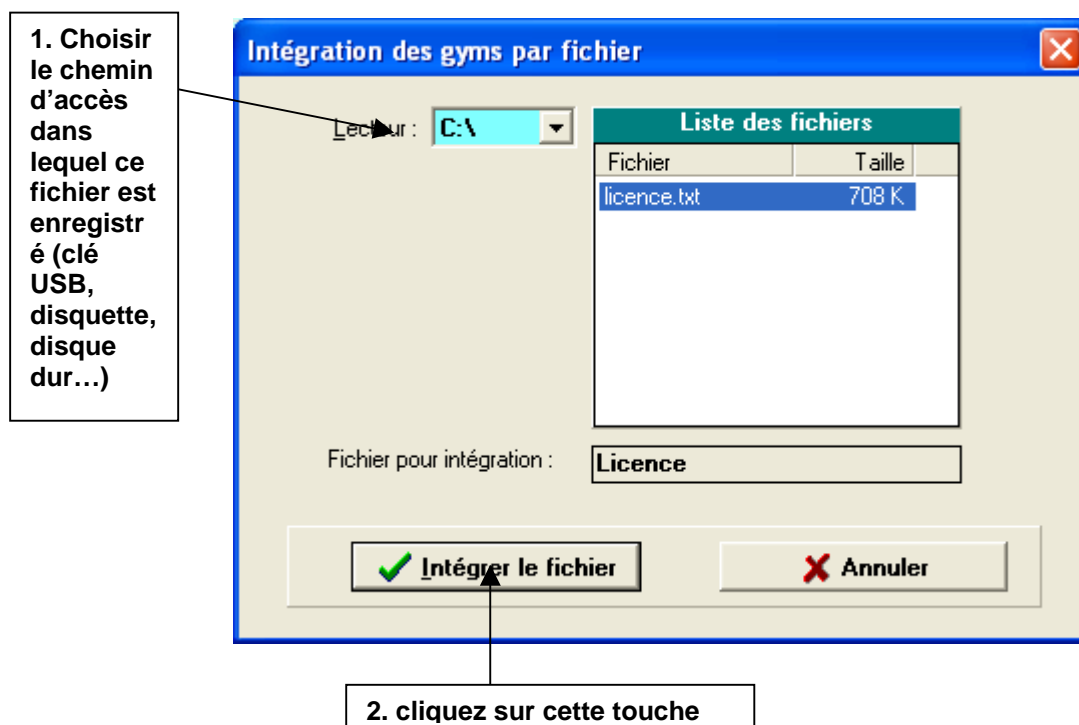 1. Choisir
le chemin
d’accès
dans
lequel ce
fichier est
enregistr
é (clé
USB,
disquette,
disque
dur…)
Intégration des gyms par fichier
Lecteur : C:\
Liste des fichiers
Fichier Taille
licence.txt 708 K
Fichier pour intégration : Licence
Intégrer le fichier Annuler
2. cliquez sur cette touche